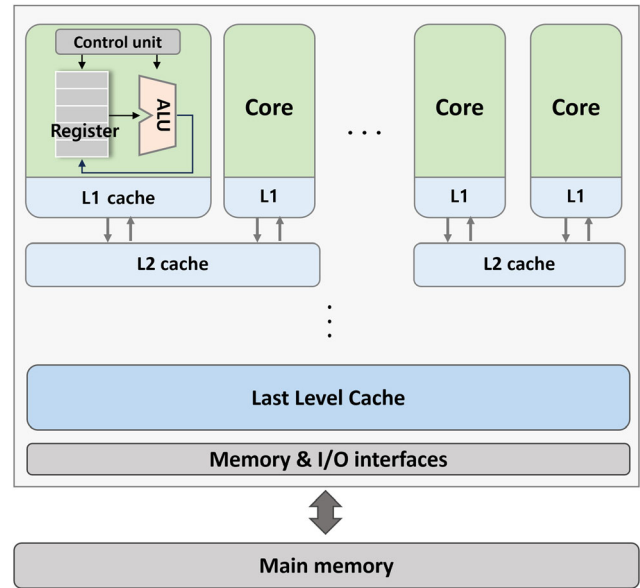 Control unit
Register
ALU
Core
. . .
Core
Core
L1 cache
L1
L1
L1
L2 cache
L2 cache
Last Level Cache
Memory & I/O interfaces
Main memory